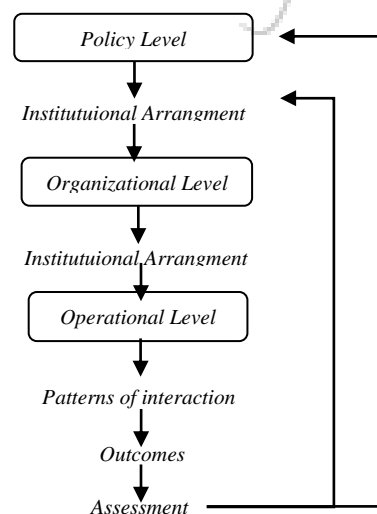 Policy Level
Institutuional Arrangment
Organizational Level
Institutuional Arrangment
Operational Level
Patterns of interaction
Outcomes
Assessment